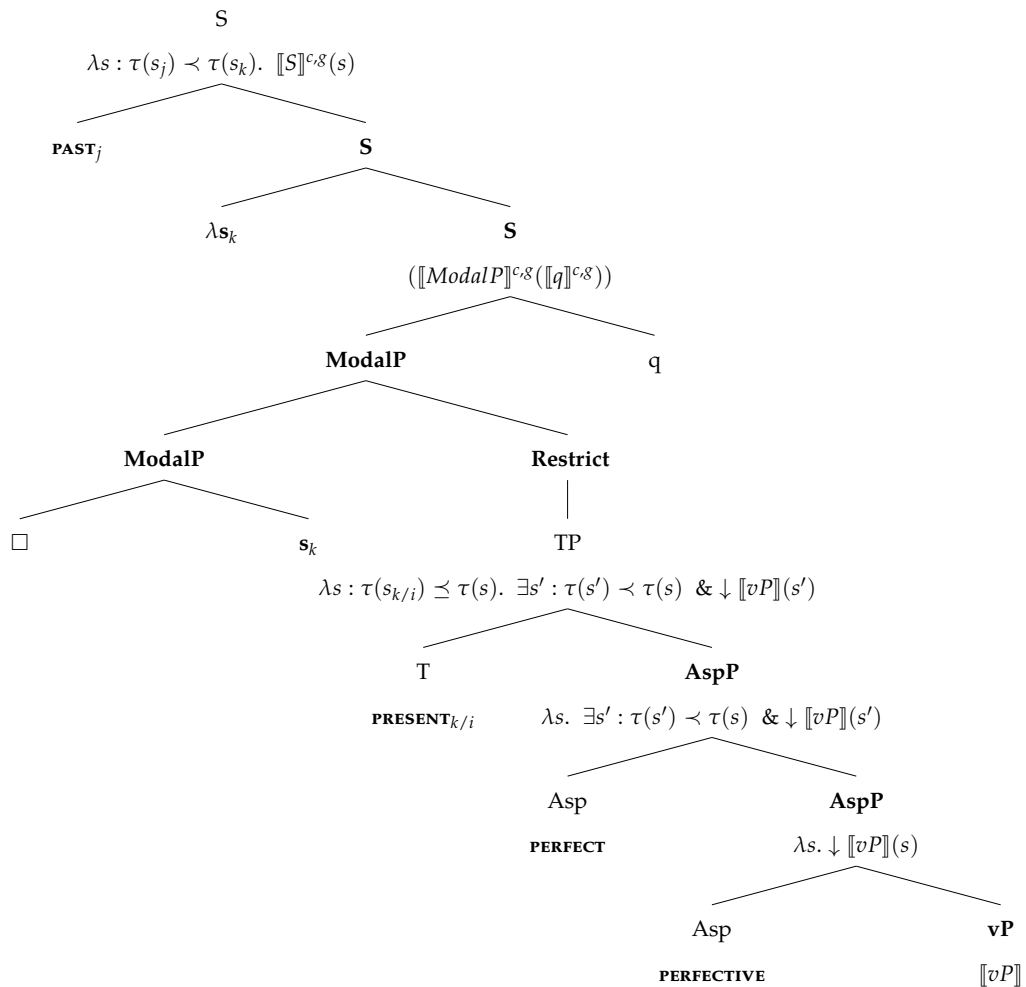 S
λs : τ(s_j) ≺ τ(s_k). ⟦S⟧^{c,g}(s)
PAST_j
S
λs_k
S
(⟦ModalP⟧^{c,g}(⟦q⟧^{c,g}))
ModalP
q
ModalP
Restrict
□
s_k
TP
λs : τ(s_{k/i}) ⪯ τ(s). ∃s′ : τ(s′) ≺ τ(s) & ↓ ⟦vP⟧(s′)
T
AspP
PRESENT_{k/i}
λs. ∃s′ : τ(s′) ≺ τ(s) & ↓ ⟦vP⟧(s′)
Asp
AspP
PERFECT
λs. ↓ ⟦vP⟧(s)
Asp
vP
PERFECTIVE
⟦vP⟧